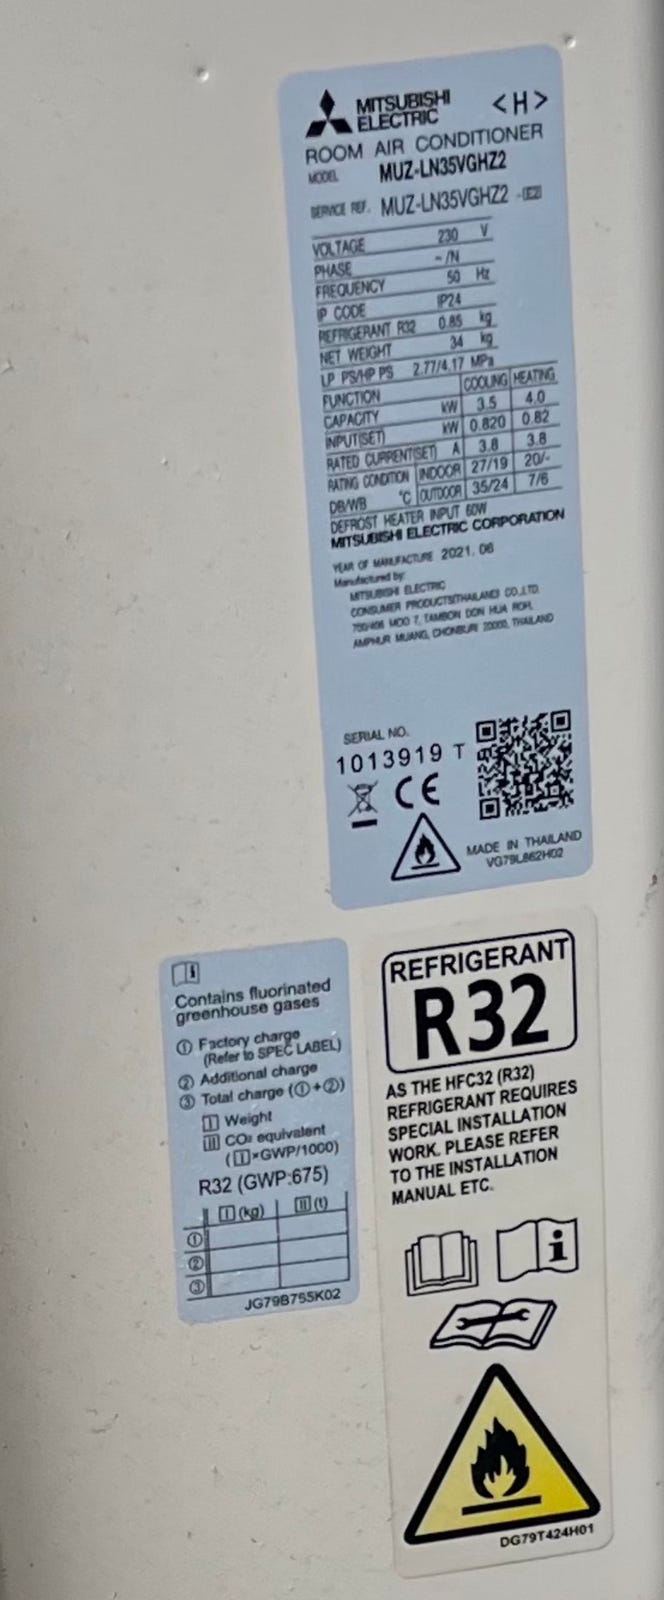 MITSUBISHI
ELECTRIC
<H>
ROOM AIR CONDITIONER
MODEL MUZ-LN35VGHZ2
SERVICE REF. MUZ-LN35VGHZ2 -E2
VOLTAGE 230 V
PHASE ~/N
FREQUENCY 50 Hz
IP CODE IP24
REFRIGERANT R32 0.85 kg
NET WEIGHT 34 kg
LP PS/HP PS 2.77/4.17 MPa
FUNCTION COOLING HEATING
CAPACITY kW 3.5 4.0
INPUT(SET) kW 0.820 0.82
RATED CURRENT(SET) A 3.8 3.8
RATING CONDITION INDOOR 27/19 20/-
DB/WB °C OUTDOOR 35/24 7/6
DEFROST HEATER INPUT 60W
MITSUBISHI ELECTRIC CORPORATION
YEAR OF MANUFACTURE 2021. 06
Manufactured by:
MITSUBISHI ELECTRIC
CONSUMER PRODUCTS(THAILAND) CO.,LTD.
700/406 MOO 7, TAMBON DON HUA ROH,
AMPHUR MUANG, CHONBURI 20000, THAILAND
SERIAL NO.
1013919 T
CE
MADE IN THAILAND
VG79L862H02
Contains fluorinated
greenhouse gases
① Factory charge
(Refer to SPEC LABEL)
② Additional charge
③ Total charge (①+②)
I Weight
II CO₂ equivalent
(I×GWP/1000)
R32 (GWP:675)
I (kg) II (t)
①
②
③
JG79B755K02
REFRIGERANT
R32
AS THE HFC32 (R32)
REFRIGERANT REQUIRES
SPECIAL INSTALLATION
WORK. PLEASE REFER
TO THE INSTALLATION
MANUAL ETC.
DG79T424H01